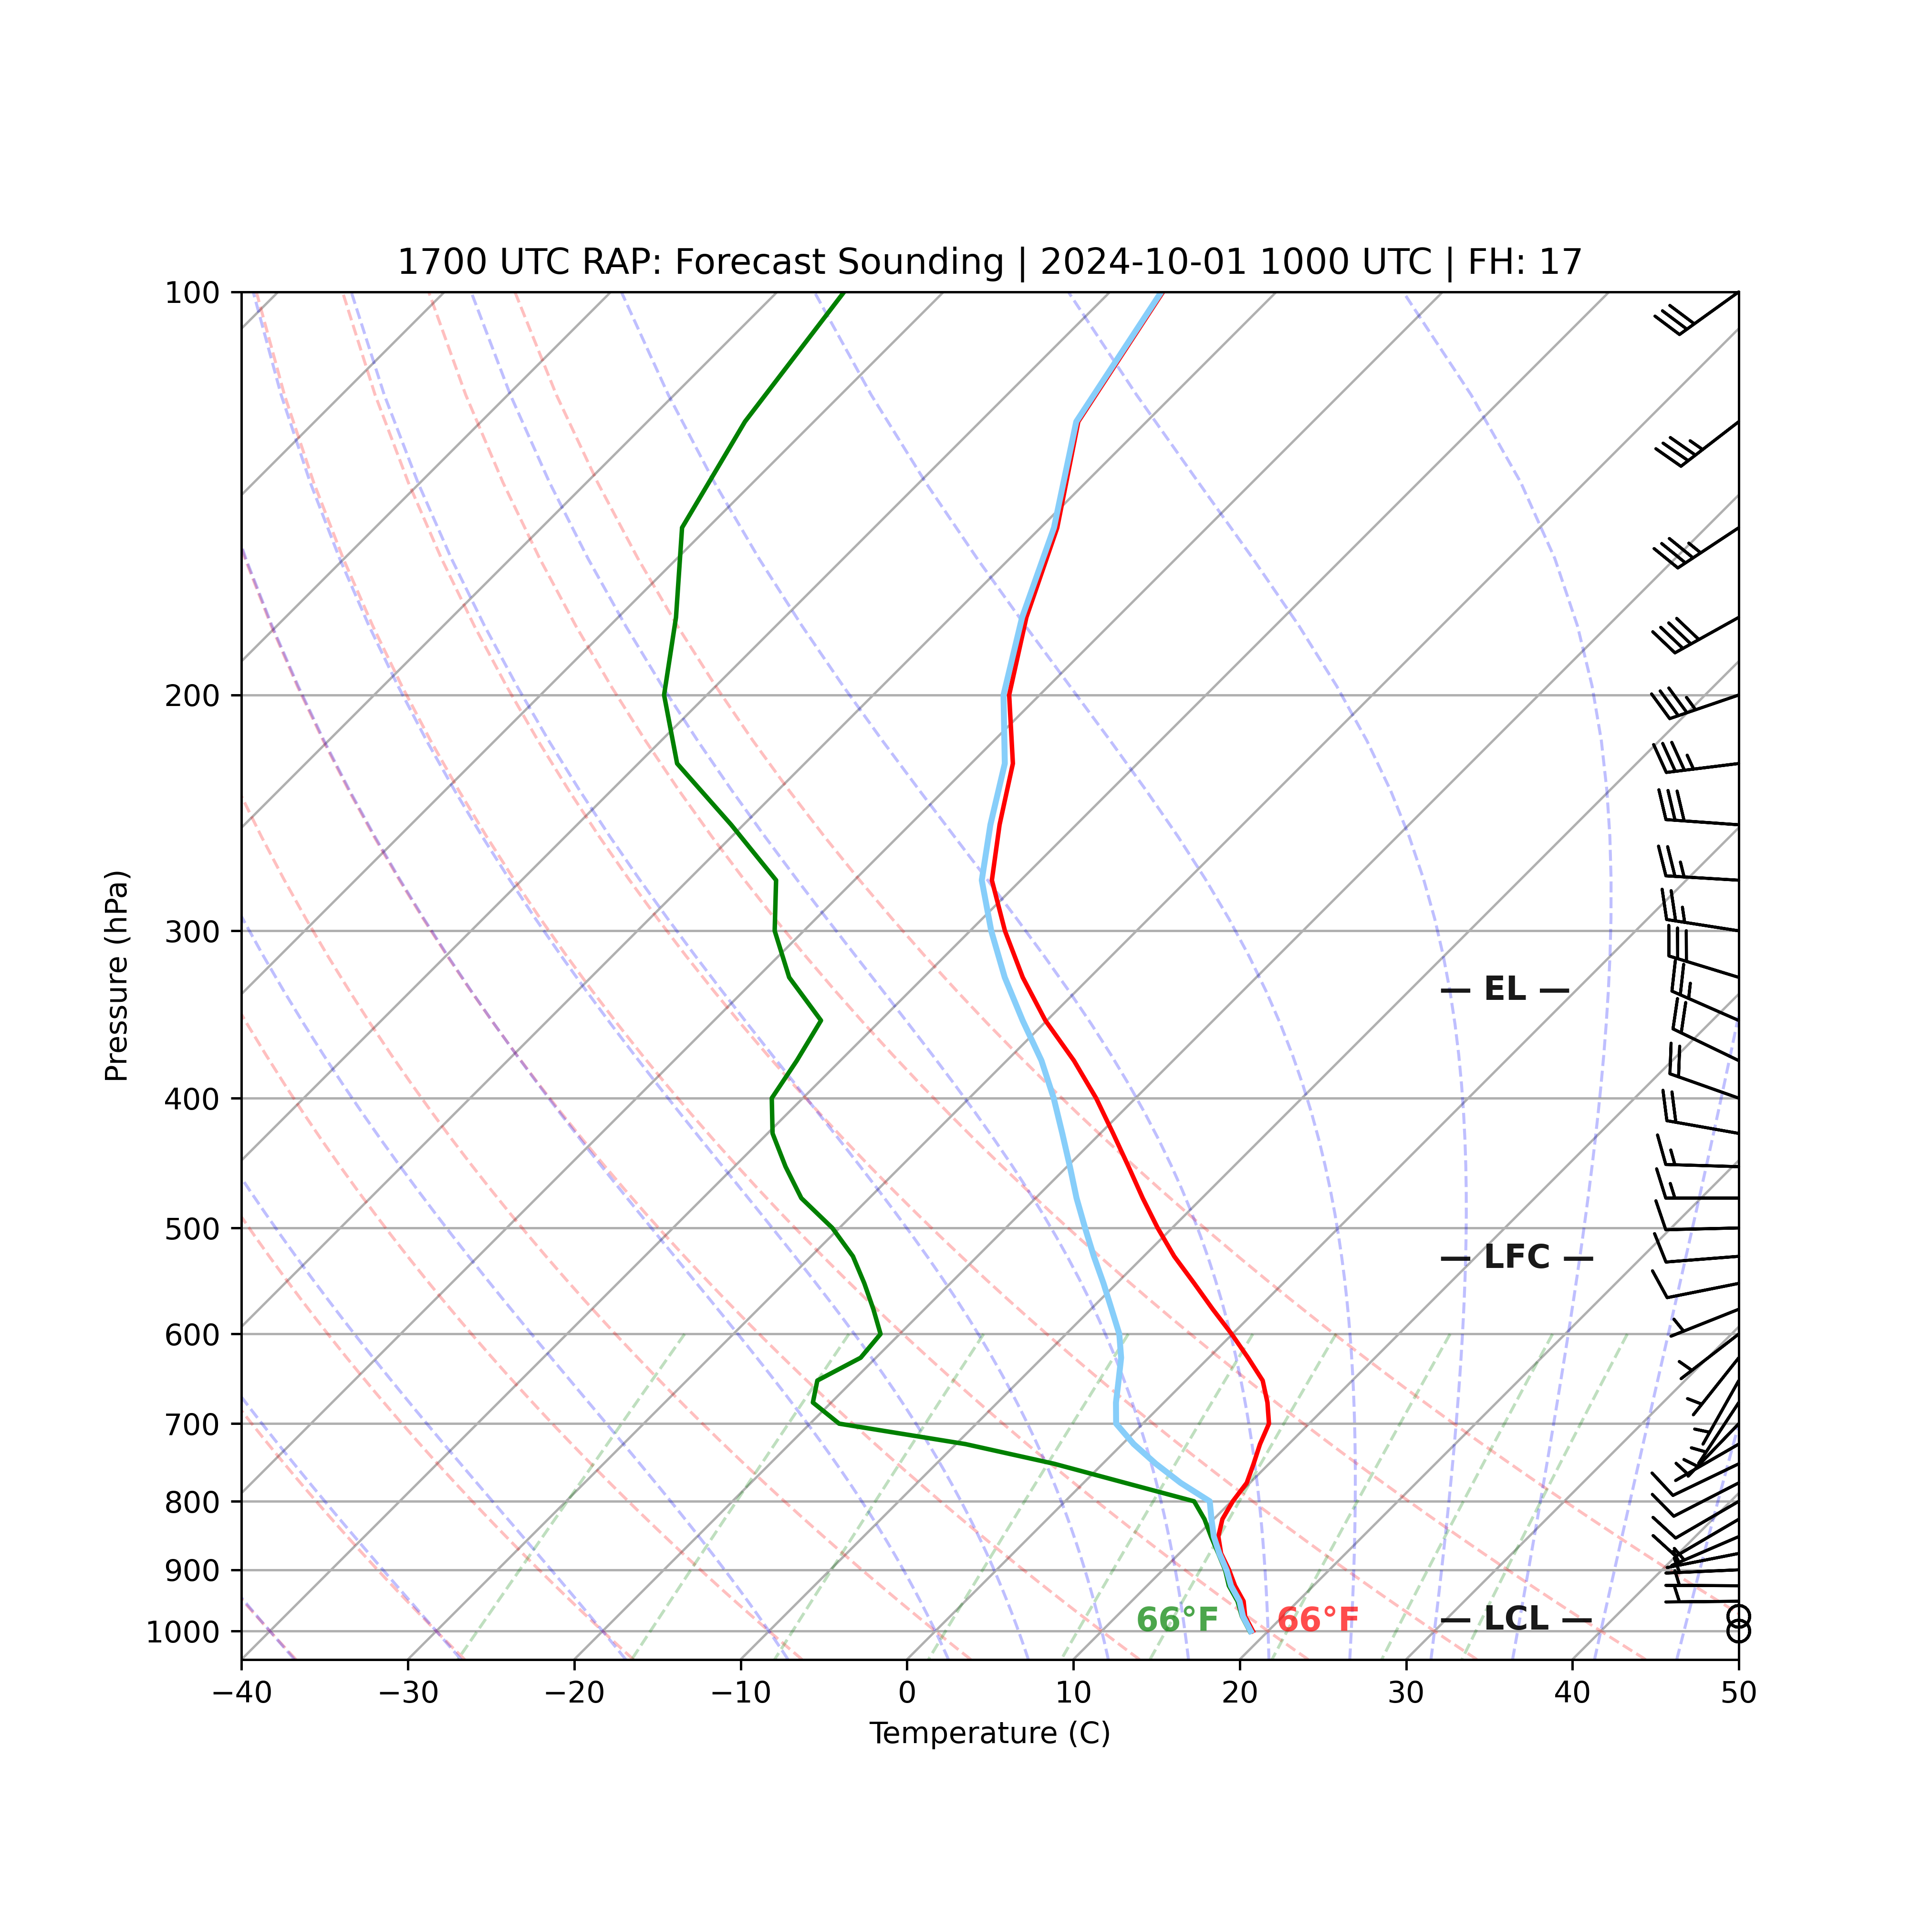 1700 UTC RAP: Forecast Sounding | 2024-10-01 1000 UTC | FH: 17
100
200
300
— EL —
400
500
— LFC —
600
700
800
900
66°F 66°F — LCL —
1000
−40 −30 −20 −10 0 10 20 30 40 50
Temperature (C)
Pressure (hPa)